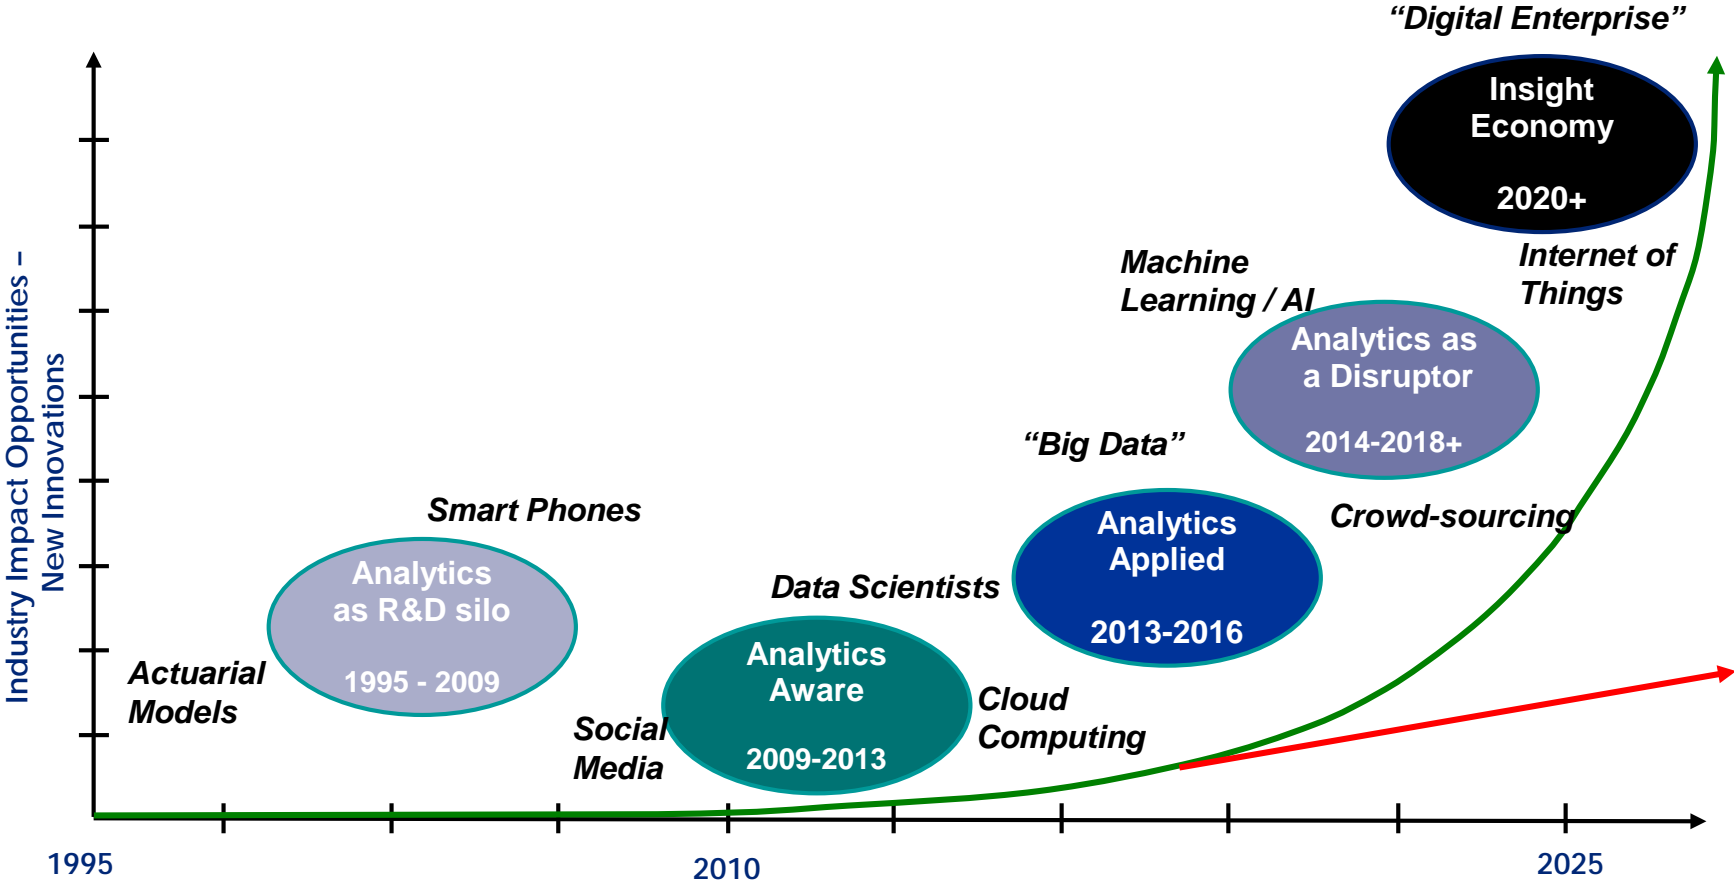 “Digital Enterprise”
Insight
Economy
2020+
Internet of
Things
Machine
Learning / AI
Analytics as
a Disruptor
2014-2018+
Crowd-sourcing
“Big Data”
Analytics
Applied
2013-2016
Smart Phones
Analytics
as R&D silo
1995 - 2009
Actuarial
Models
Data Scientists
Analytics
Aware
2009-2013
Social
Media
Cloud
Computing
Industry Impact Opportunities –
New Innovations
1995
2010
2025